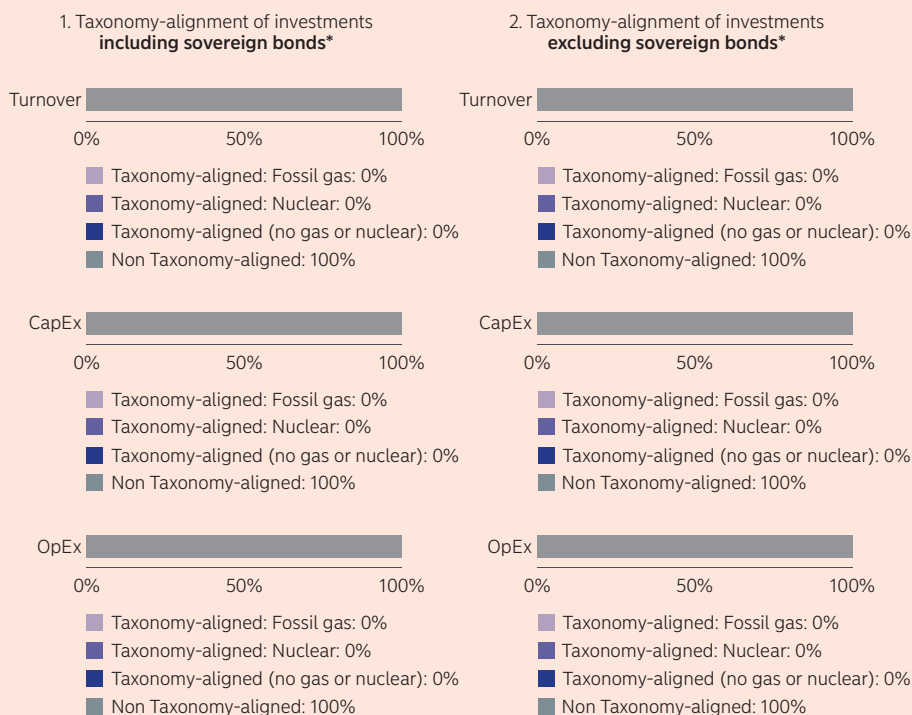 1. Taxonomy-alignment of investments
including sovereign bonds*
Turnover
0% 50% 100%
Taxonomy-aligned: Fossil gas: 0%
Taxonomy-aligned: Nuclear: 0%
Taxonomy-aligned (no gas or nuclear): 0%
Non Taxonomy-aligned: 100%
CapEx
0% 50% 100%
Taxonomy-aligned: Fossil gas: 0%
Taxonomy-aligned: Nuclear: 0%
Taxonomy-aligned (no gas or nuclear): 0%
Non Taxonomy-aligned: 100%
OpEx
0% 50% 100%
Taxonomy-aligned: Fossil gas: 0%
Taxonomy-aligned: Nuclear: 0%
Taxonomy-aligned (no gas or nuclear): 0%
Non Taxonomy-aligned: 100%
2. Taxonomy-alignment of investments
excluding sovereign bonds*
Turnover
0% 50% 100%
Taxonomy-aligned: Fossil gas: 0%
Taxonomy-aligned: Nuclear: 0%
Taxonomy-aligned (no gas or nuclear): 0%
Non Taxonomy-aligned: 100%
CapEx
0% 50% 100%
Taxonomy-aligned: Fossil gas: 0%
Taxonomy-aligned: Nuclear: 0%
Taxonomy-aligned (no gas or nuclear): 0%
Non Taxonomy-aligned: 100%
OpEx
0% 50% 100%
Taxonomy-aligned: Fossil gas: 0%
Taxonomy-aligned: Nuclear: 0%
Taxonomy-aligned (no gas or nuclear): 0%
Non Taxonomy-aligned: 100%